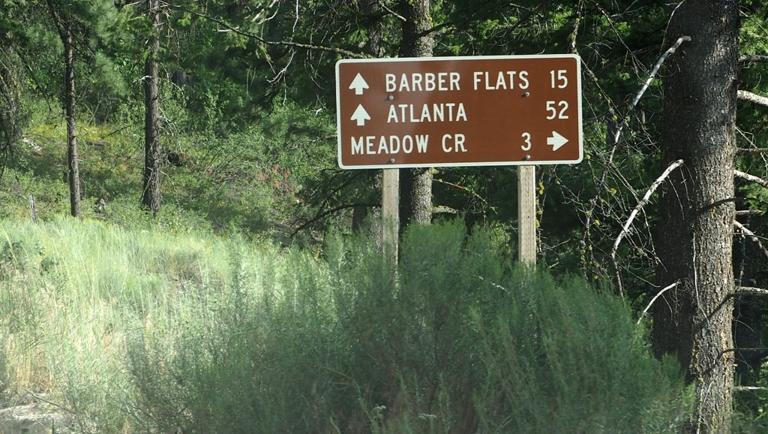 ↑ BARBER FLATS 15
↑ ATLANTA 52
MEADOW CR 3 →